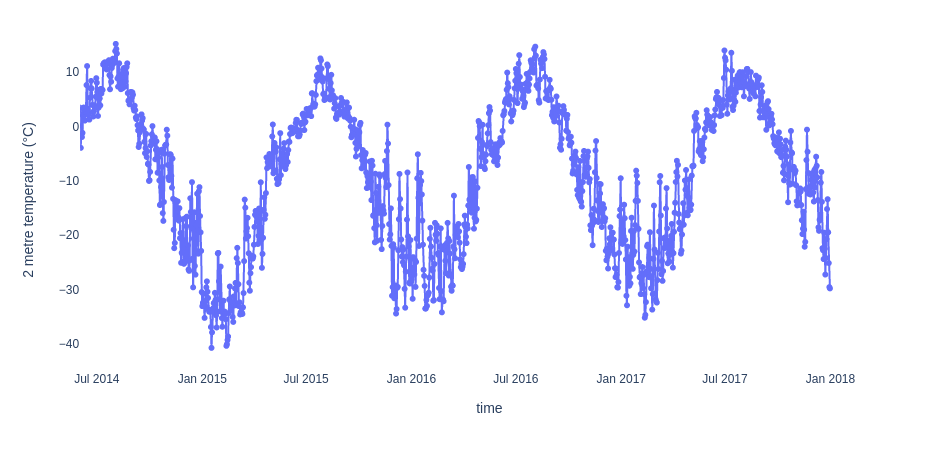 2 metre temperature (°C)
10
0
−10
−20
−30
−40
Jul 2014
Jan 2015
Jul 2015
Jan 2016
Jul 2016
Jan 2017
Jul 2017
Jan 2018
time